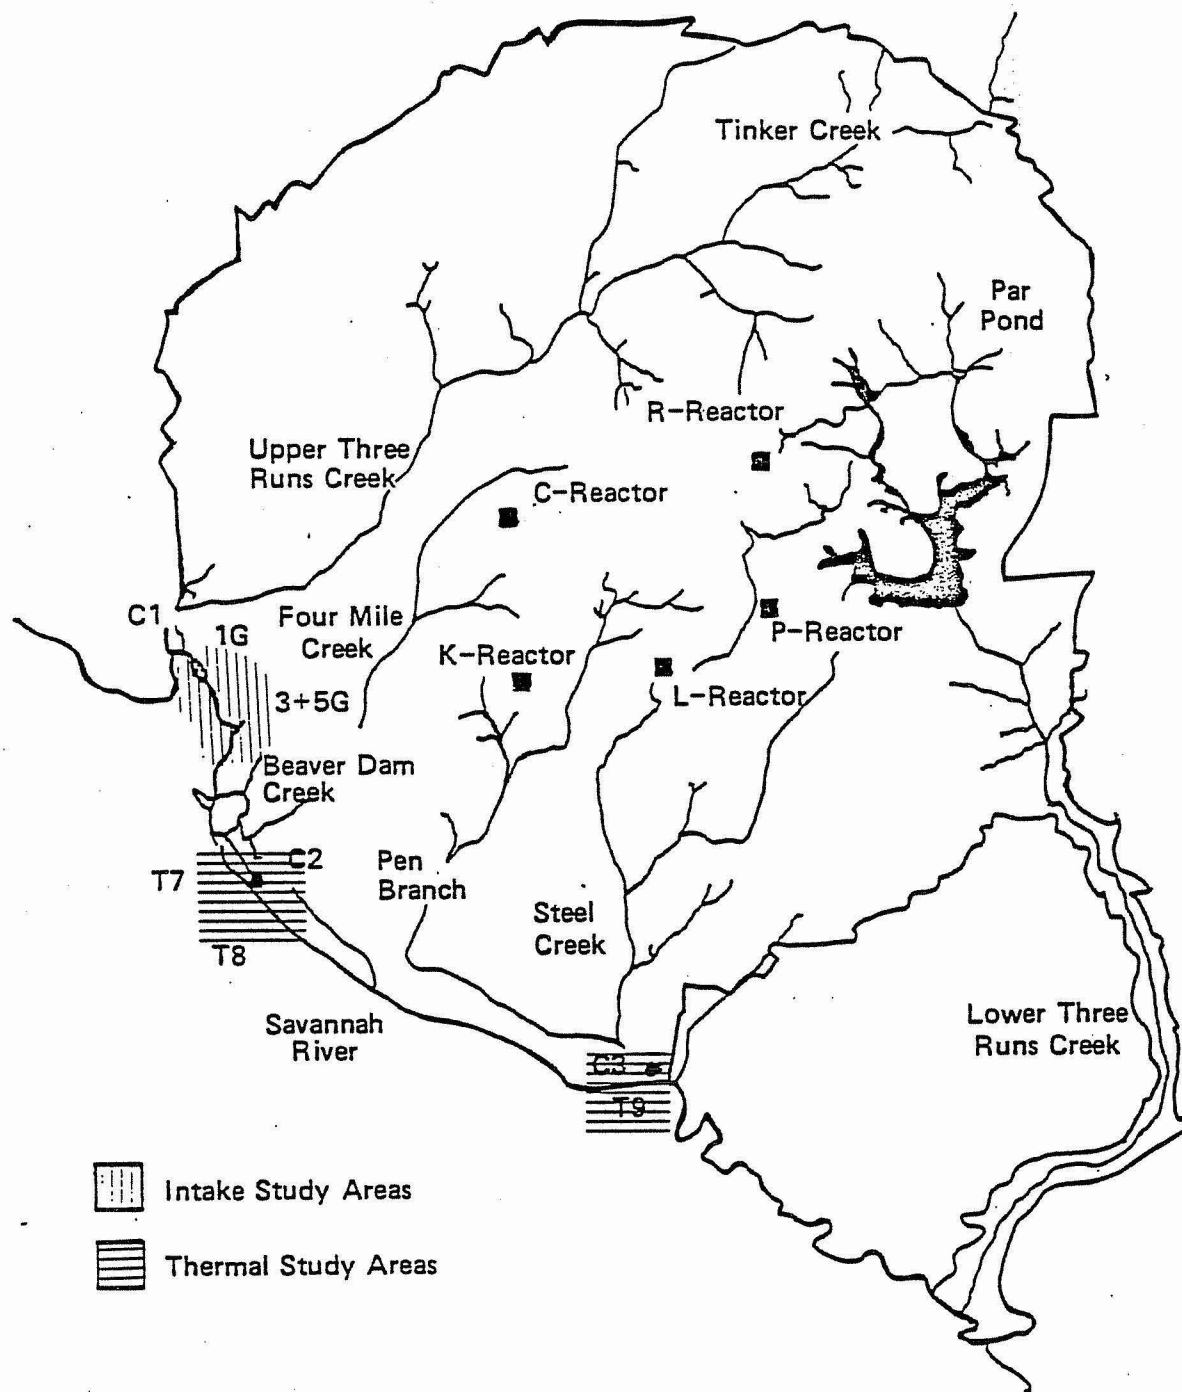 Tinker Creek
Par
Pond
R-Reactor
Upper Three
Runs Creek
C-Reactor
C1
Four Mile
Creek
1G
P-Reactor
K-Reactor
3+5G
L-Reactor
Beaver Dam
Creek
C2
T7
Pen
Branch
Steel
Creek
T8
Savannah
River
Lower Three
Runs Creek
C3
T9
Intake Study Areas
Thermal Study Areas